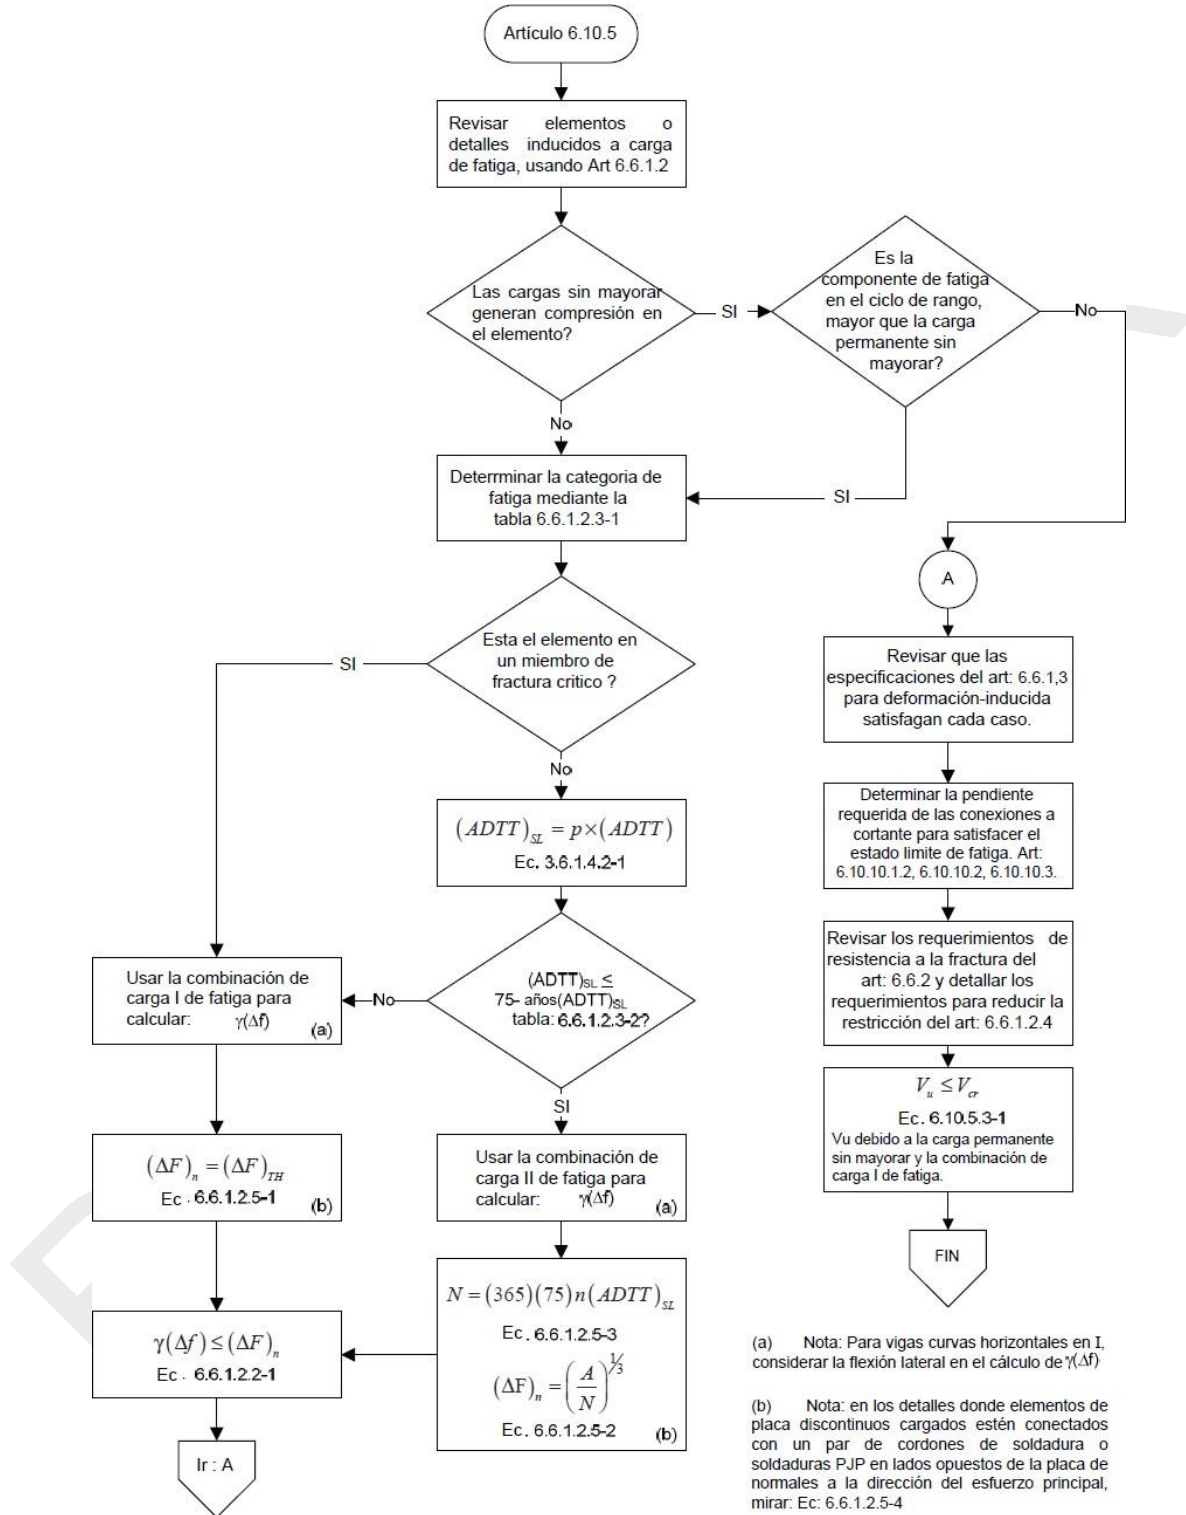 Artículo 6.10.5
Revisar elementos o
detalles inducidos a carga
de fatiga, usando Art 6.6.1.2
Las cargas sin mayorar
generan compresión en
el elemento?
SI
Es la
componente de fatiga
en el ciclo de rango,
mayor que la carga
permanente sin
mayorar?
No
No
SI
Deterrminar la categoria de
fatiga mediante la
tabla 6.6.1.2.3-1
Esta el elemento en
un miembro de
fractura critico ?
SI
No
(ADTT)SL = p×(ADTT)
Ec. 3.6.1.4.2-1
(ADTT)SL ≤
75- años(ADTT)SL
tabla: 6.6.1.2.3-2?
No
SI
Usar la combinación de
carga I de fatiga para
calcular: γ(Δf) (a)
(ΔF)n = (ΔF)TH
Ec . 6.6.1.2.5-1 (b)
Usar la combinación de
carga II de fatiga para
calcular: γ(Δf) (a)
N = (365)(75)n(ADTT)SL
Ec. 6.6.1.2.5-3
(ΔF)n = (A/N)^1/3
Ec. 6.6.1.2.5-2 (b)
γ(Δf) ≤ (ΔF)n
Ec . 6.6.1.2.2-1
Ir : A
A
Revisar que las
especificaciones del art: 6.6.1,3
para deformación-inducida
satisfagan cada caso.
Determinar la pendiente
requerida de las conexiones a
cortante para satisfacer el
estado limite de fatiga. Art:
6.10.10.1.2, 6.10.10.2, 6.10.10.3.
Revisar los requerimientos de
resistencia a la fractura del
art: 6.6.2 y detallar los
requerimientos para reducir la
restricción del art: 6.6.1.2.4
Vu ≤ Vcr
Ec. 6.10.5.3-1
Vu debido a la carga permanente
sin mayorar y la combinación de
carga I de fatiga.
FIN
(a) Nota: Para vigas curvas horizontales en I,
considerar la flexión lateral en el cálculo de γ(Δf)
(b) Nota: en los detalles donde elementos de
placa discontinuos cargados estén conectados
con un par de cordones de soldadura o
soldaduras PJP en lados opuestos de la placa de
normales a la dirección del esfuerzo principal,
mirar: Ec: 6.6.1.2.5-4